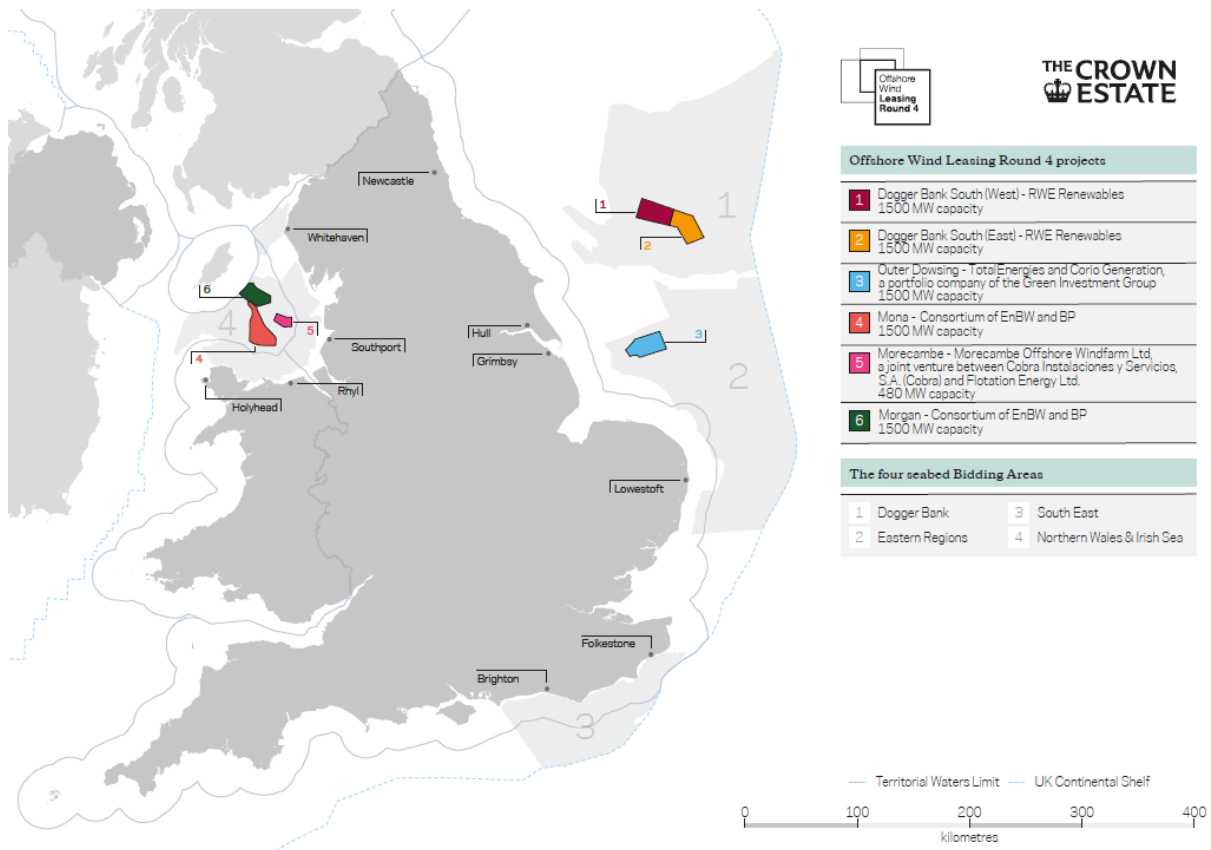 Offshore
Wind
Leasing
Round 4
THE CROWN
ESTATE
Offshore Wind Leasing Round 4 projects
1 Dogger Bank South (West) - RWE Renewables
1500 MW capacity
2 Dogger Bank South (East) - RWE Renewables
1500 MW capacity
3 Outer Dowsing - TotalEnergies and Corio Generation,
a portfolio company of the Green Investment Group
1500 MW capacity
4 Mona - Consortium of EnBW and BP
1500 MW capacity
5 Morecambe - Morecambe Offshore Windfarm Ltd,
a joint venture between Cobra Instalaciones y Servicios,
S.A. (Cobra) and Flotation Energy Ltd.
480 MW capacity
6 Morgan - Consortium of EnBW and BP
1500 MW capacity
The four seabed Bidding Areas
1 Dogger Bank
2 Eastern Regions
3 South East
4 Northern Wales & Irish Sea
Newcastle
1
1
2
Whitehaven
6
4
5
Hull
3
Southport
Grimsby
4
2
Rhyl
Holyhead
Lowestoft
Folkestone
Brighton
3
Territorial Waters Limit
UK Continental Shelf
0 100 200 300 400
kilometres